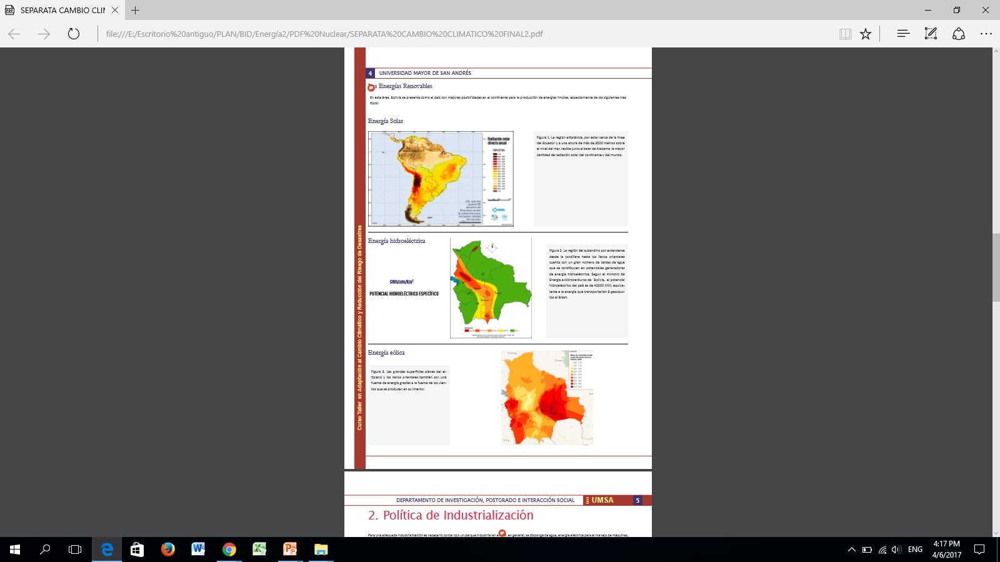 SEPARATA CAMBIO CLI
file:///E:/Escritorio%20antiguo/PLAN/BID/Energía2/PDF%20Nuclear/SEPARATA%20CAMBIO%20CLIMATICO%20FINAL2.pdf
4 UNIVERSIDAD MAYOR DE SAN ANDRÉS
s Energías Renovables
En esta área, Bolivia se presenta como el país con mejores posibilidades en el continente para la producción de energías limpias, especialmente de los siguientes tres
tipos:
Energía Solar
Radiación solar
directa anual
Figura 1. La región altiplánica, por estar cerca de la línea
del Ecuador y a una altura de más de 3500 metros sobre
el nivel del mar, recibe junto al salar de Atacama la mayor
cantidad de radiación solar del continente y del mundo.
Energía hidroeléctrica
GWh/año/Km²
POTENCIAL HIDROELÉCTRICO ESPECÍFICO
Figura 2. La región del subandino por extenderse
desde la cordillera hasta los llanos orientales
cuenta con un gran número de caídas de agua
que se constituyen en potenciales generadoras
de energía hidroeléctrica. Según el ministro de
Energía e Hidrocarburos de Bolivia, el potencial
hidroeléctrico del país es de 42000 MW, equiva-
lente a la energía que transportarían 9 gasoduc-
tos al Brasil.
Energía eólica
Figura 3. Las grandes superficies planas del al-
tiplano y los llanos orientales también son una
fuente de energía gracias a la fuerza de los vien-
tos que se producen en su interior.
Curso Taller en Adaptación al Cambio Climático y Reducción del Riesgo de Desastres
DEPARTAMENTO DE INVESTIGACIÓN, POSTGRADO E INTERACCIÓN SOCIAL UMSA 5
2. Política de Industrialización
Para una adecuada industrialización es necesario contar con un parque industrial en en general, se disponga de agua, energía eléctrica para el manejo de máquinas,
ENG
4:17 PM
4/6/2017